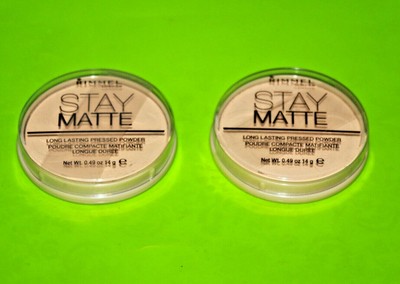 RIMMEL
STAY
MATTE
LONG LASTING PRESSED POWDER
POUDRE COMPACTE MATIFIANTE
LONGUE DURÉE
Net Wt. 0.49 oz 14 g ℮
RIMMEL
STAY
MATTE
LONG LASTING PRESSED POWDER
POUDRE COMPACTE MATIFIANTE
LONGUE DURÉE
Net Wt. 0.49 oz 14 g ℮